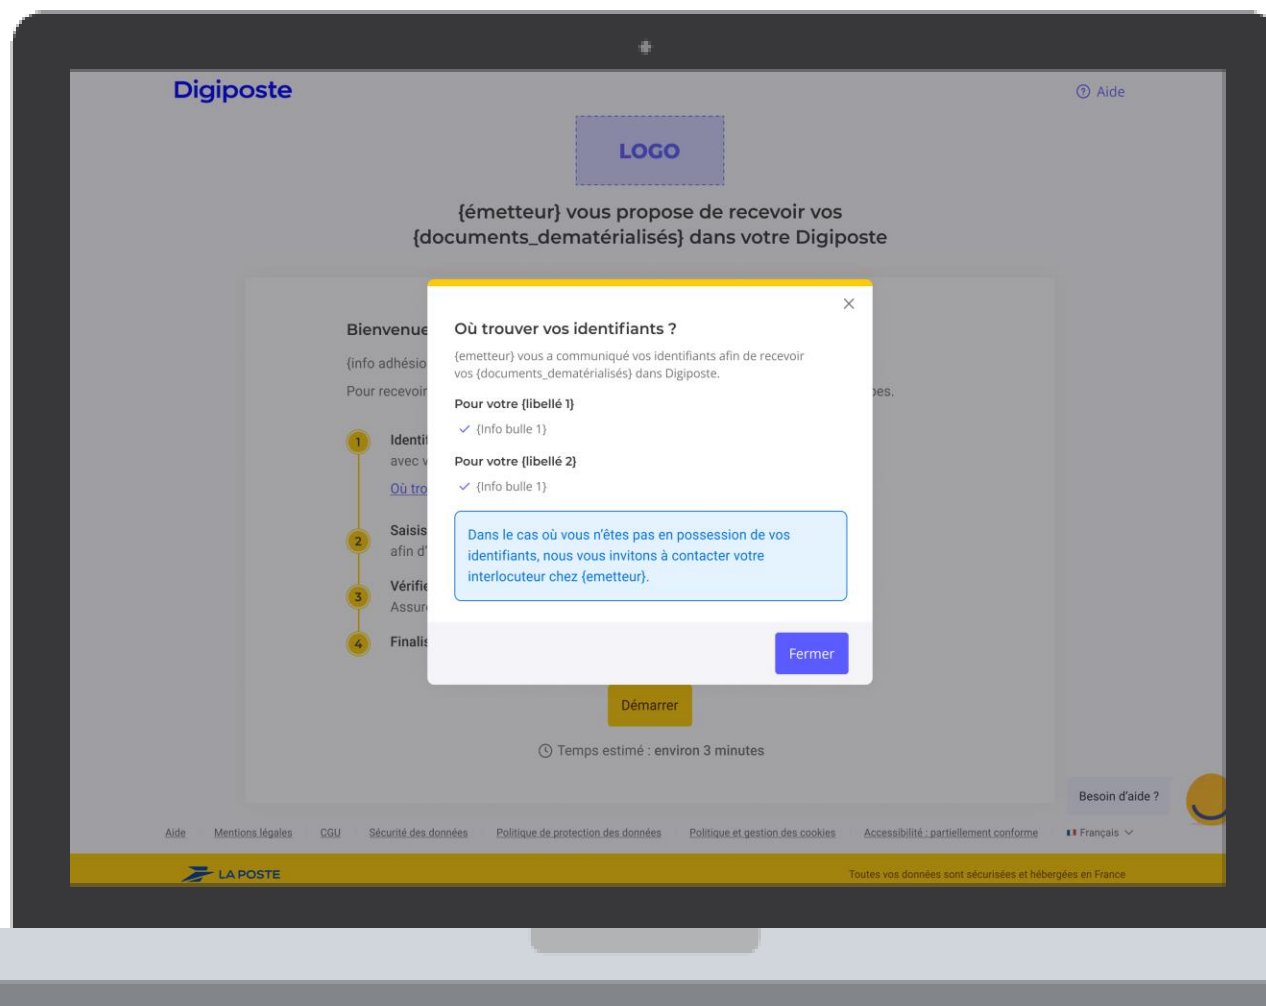 Digiposte
Aide
LOGO
{émetteur} vous propose de recevoir vos
{documents_dematérialisés} dans votre Digiposte
Bienvenue
{info adhésio
Pour recevoir
pes.
1
Identif
avec v
Où tro
2
Saisis
afin d'
3
Vérifie
Assur
4
Finalis
Où trouver vos identifiants ?
{emetteur} vous a communiqué vos identifiants afin de recevoir
vos {documents_dematérialisés} dans Digiposte.
Pour votre {libellé 1}
{Info bulle 1}
Pour votre {libellé 2}
{Info bulle 1}
Dans le cas où vous n'êtes pas en possession de vos
identifiants, nous vous invitons à contacter votre
interlocuteur chez {emetteur}.
Fermer
Démarrer
Temps estimé : environ 3 minutes
Besoin d'aide ?
Aide Mentions légales CGU Sécurité des données Politique de protection des données Politique et gestion des cookies Accessibilité : partiellement conforme Français
LA POSTE
Toutes vos données sont sécurisées et hébergées en France